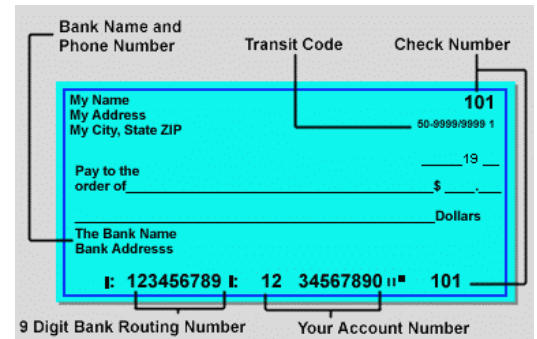 Bank Name and
Phone Number
Transit Code
Check Number
My Name
My Address
My City, State ZIP
101
50-9999/9999 1
19
Pay to the
order of
$ .
Dollars
The Bank Name
Bank Addresss
⑆ 123456789 ⑆ 12 34567890 ⑈ 101
9 Digit Bank Routing Number
Your Account Number